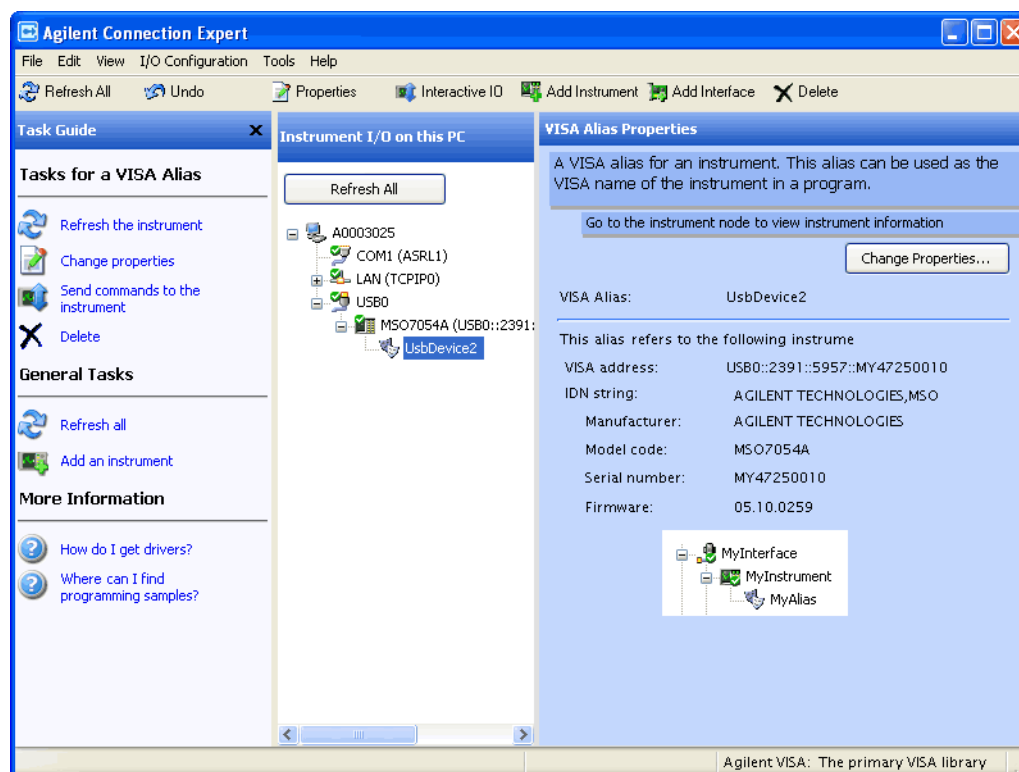 Agilent Connection Expert
File Edit View I/O Configuration Tools Help
Refresh All Undo Properties Interactive IO Add Instrument Add Interface Delete
Task Guide
Tasks for a VISA Alias
Refresh the instrument
Change properties
Send commands to the
instrument
Delete
General Tasks
Refresh all
Add an instrument
More Information
How do I get drivers?
Where can I find
programming samples?
Instrument I/O on this PC
Refresh All
A0003025
COM1 (ASRL1)
LAN (TCPIP0)
USB0
MSO7054A (USB0::2391:
UsbDevice2
VISA Alias Properties
A VISA alias for an instrument. This alias can be used as the
VISA name of the instrument in a program.
Go to the instrument node to view instrument information
Change Properties...
VISA Alias: UsbDevice2
This alias refers to the following instrume
VISA address: USB0::2391::5957::MY47250010
IDN string: AGILENT TECHNOLOGIES,MSO
Manufacturer: AGILENT TECHNOLOGIES
Model code: MSO7054A
Serial number: MY47250010
Firmware: 05.10.0259
MyInterface
MyInstrument
MyAlias
Agilent VISA: The primary VISA library